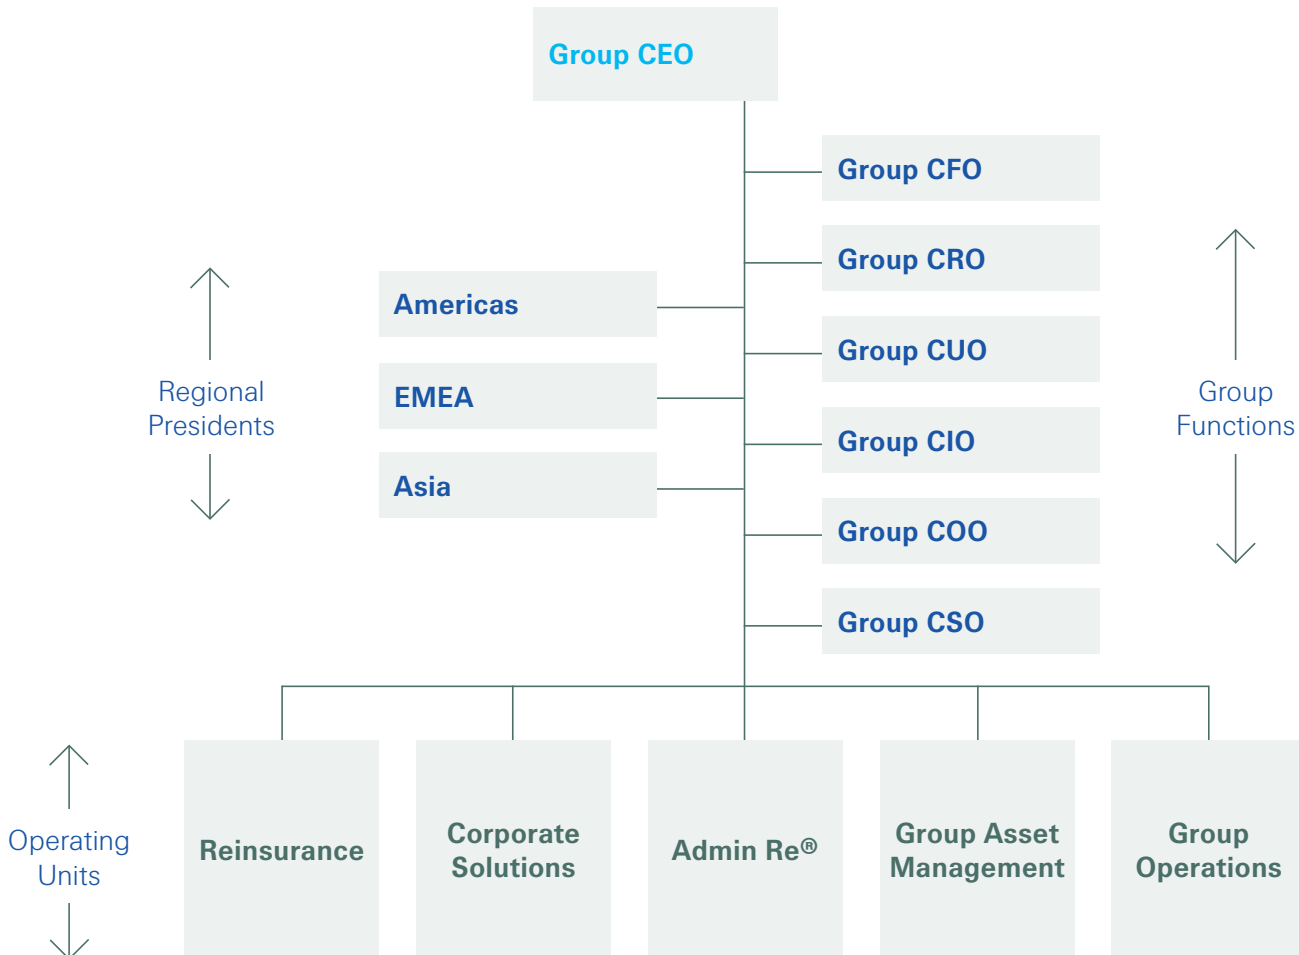 Group CEO
Group CFO
Group CRO
Americas
Group CUO
Regional
Presidents
EMEA
Group
Functions
Group CIO
Asia
Group COO
Group CSO
Operating
Units
Reinsurance
Corporate
Solutions
Admin Re®
Group Asset
Management
Group
Operations